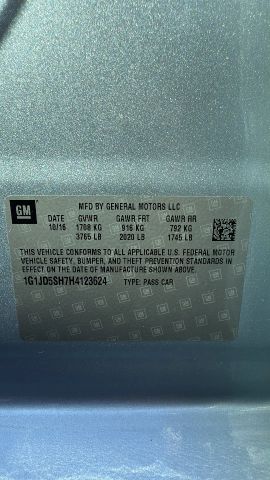 GM
MFD BY GENERAL MOTORS LLC
DATE GVWR GAWR FRT GAWR RR
10/16 1708 KG 916 KG 792 KG
3765 LB 2020 LB 1745 LB
THIS VEHICLE CONFORMS TO ALL APPLICABLE U.S. FEDERAL MOTOR
VEHICLE SAFETY, BUMPER, AND THEFT PREVENTION STANDARDS IN
EFFECT ON THE DATE OF MANUFACTURE SHOWN ABOVE.
1G1JD5SH7H4123624 TYPE: PASS CAR